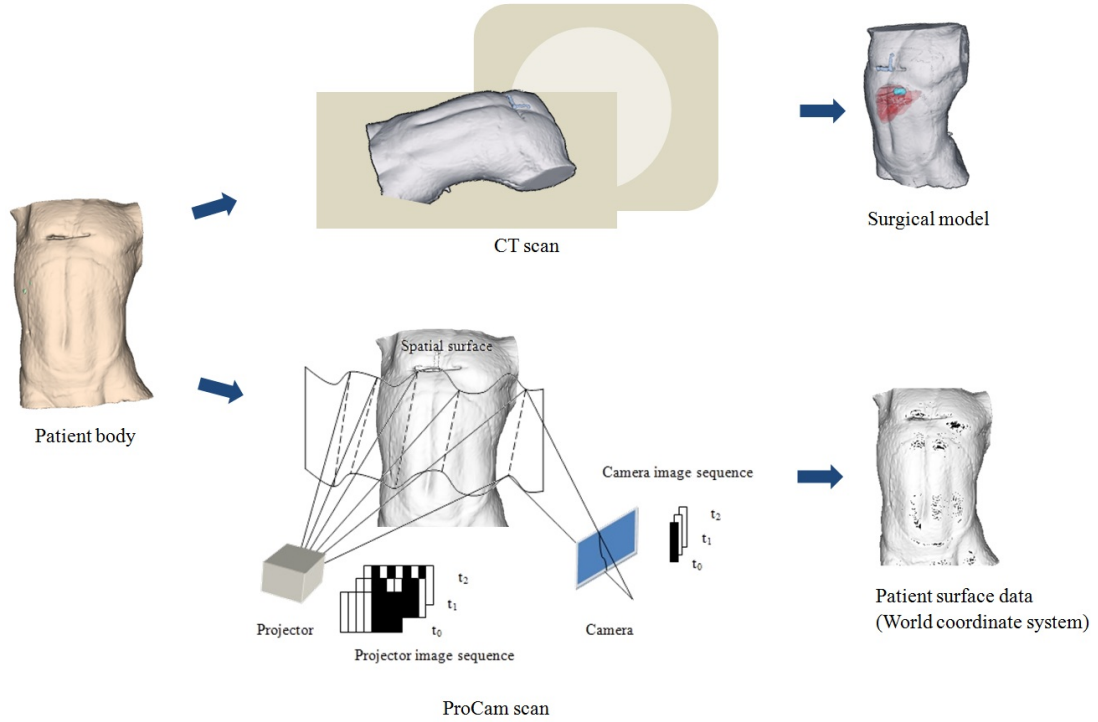 CT scan
Surgical model
Patient body
Spatial surface
Camera image sequence
t2
t1
t0
t2
t1
t0
Projector
Camera
Projector image sequence
Patient surface data
(World coordinate system)
ProCam scan